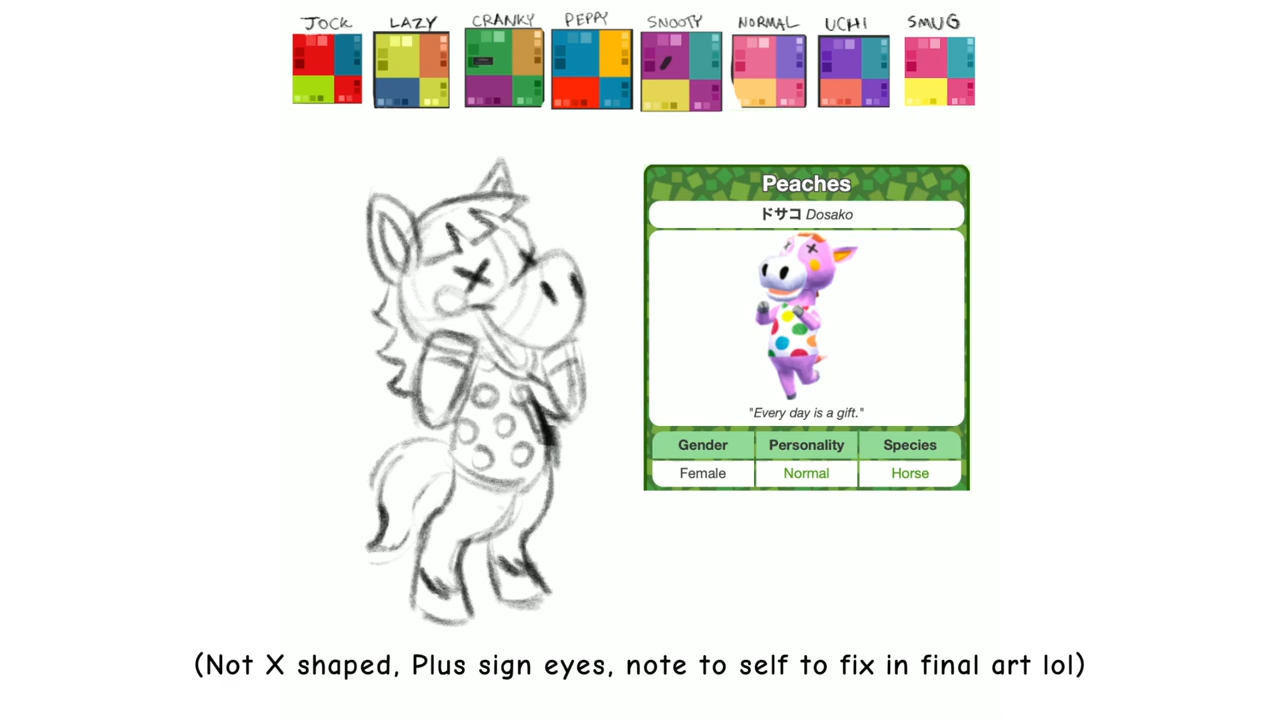 JOCK LAZY CRANKY PEPPY SNOOTY NORMAL UCHI SMUG
Peaches
ドサコ Dosako
"Every day is a gift."
Gender Personality Species
Female Normal Horse
(Not X shaped, Plus sign eyes, note to self to fix in final art lol)